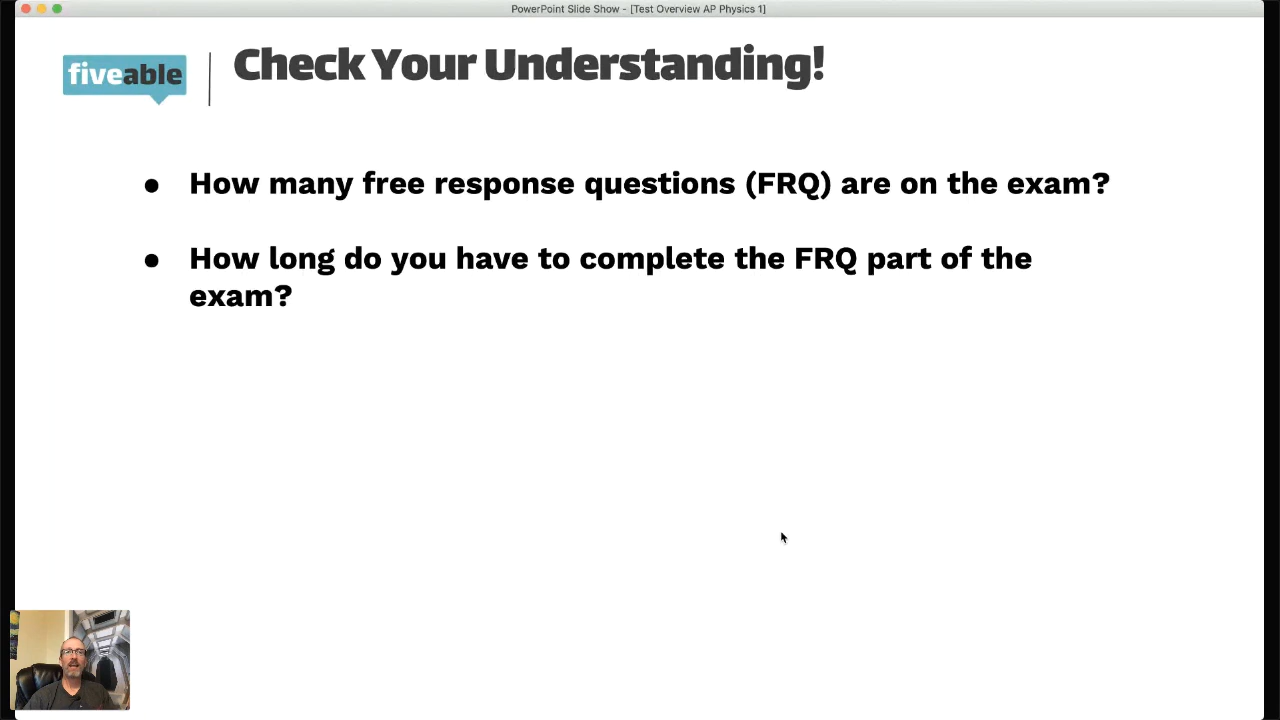 PowerPoint Slide Show - [Test Overview AP Physics 1]
fiveable
Check Your Understanding!
● How many free response questions (FRQ) are on the exam?
● How long do you have to complete the FRQ part of the
exam?